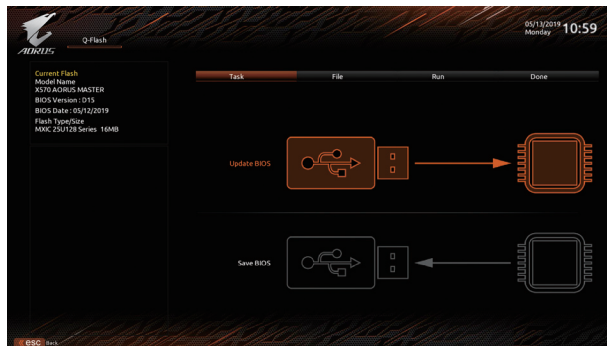 AORUS
Q-Flash
05/13/2019
Monday
10:59
Current Flash
Model Name
X570 AORUS MASTER
BIOS Version : D15
BIOS Date : 05/12/2019
Flash Type/Size
MXIC 25U128 Series 16MB
Task File Run Done
Update BIOS
Save BIOS
esc Back